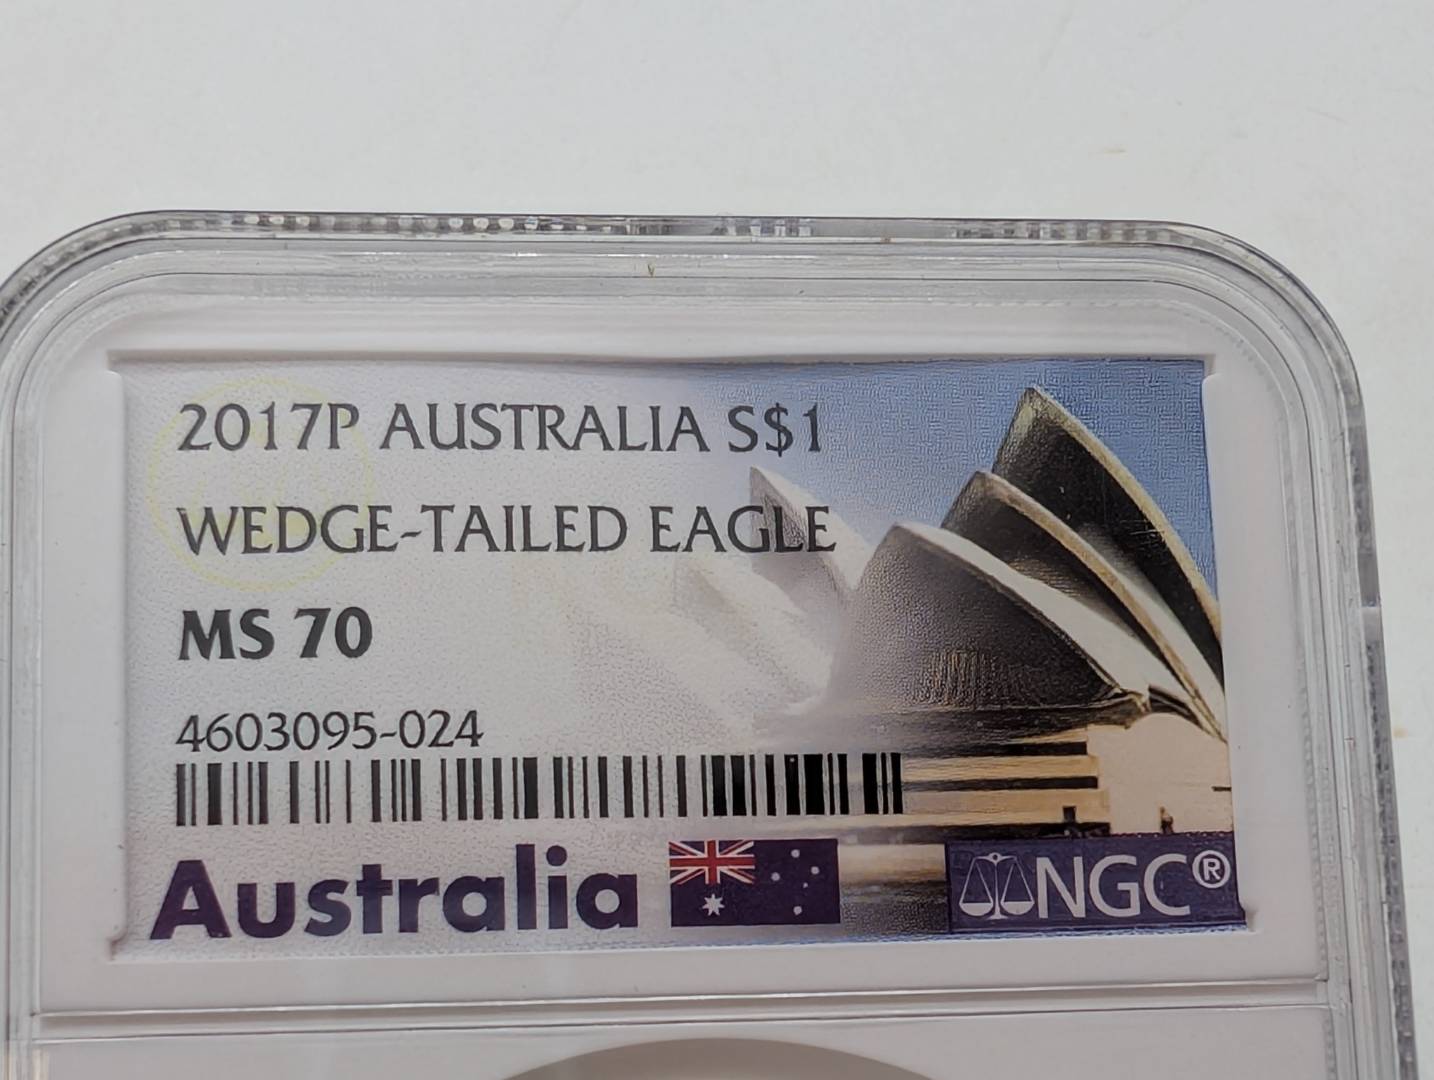 2017P AUSTRALIA S$1
WEDGE-TAILED EAGLE
MS 70
4603095-024
Australia
NGC®